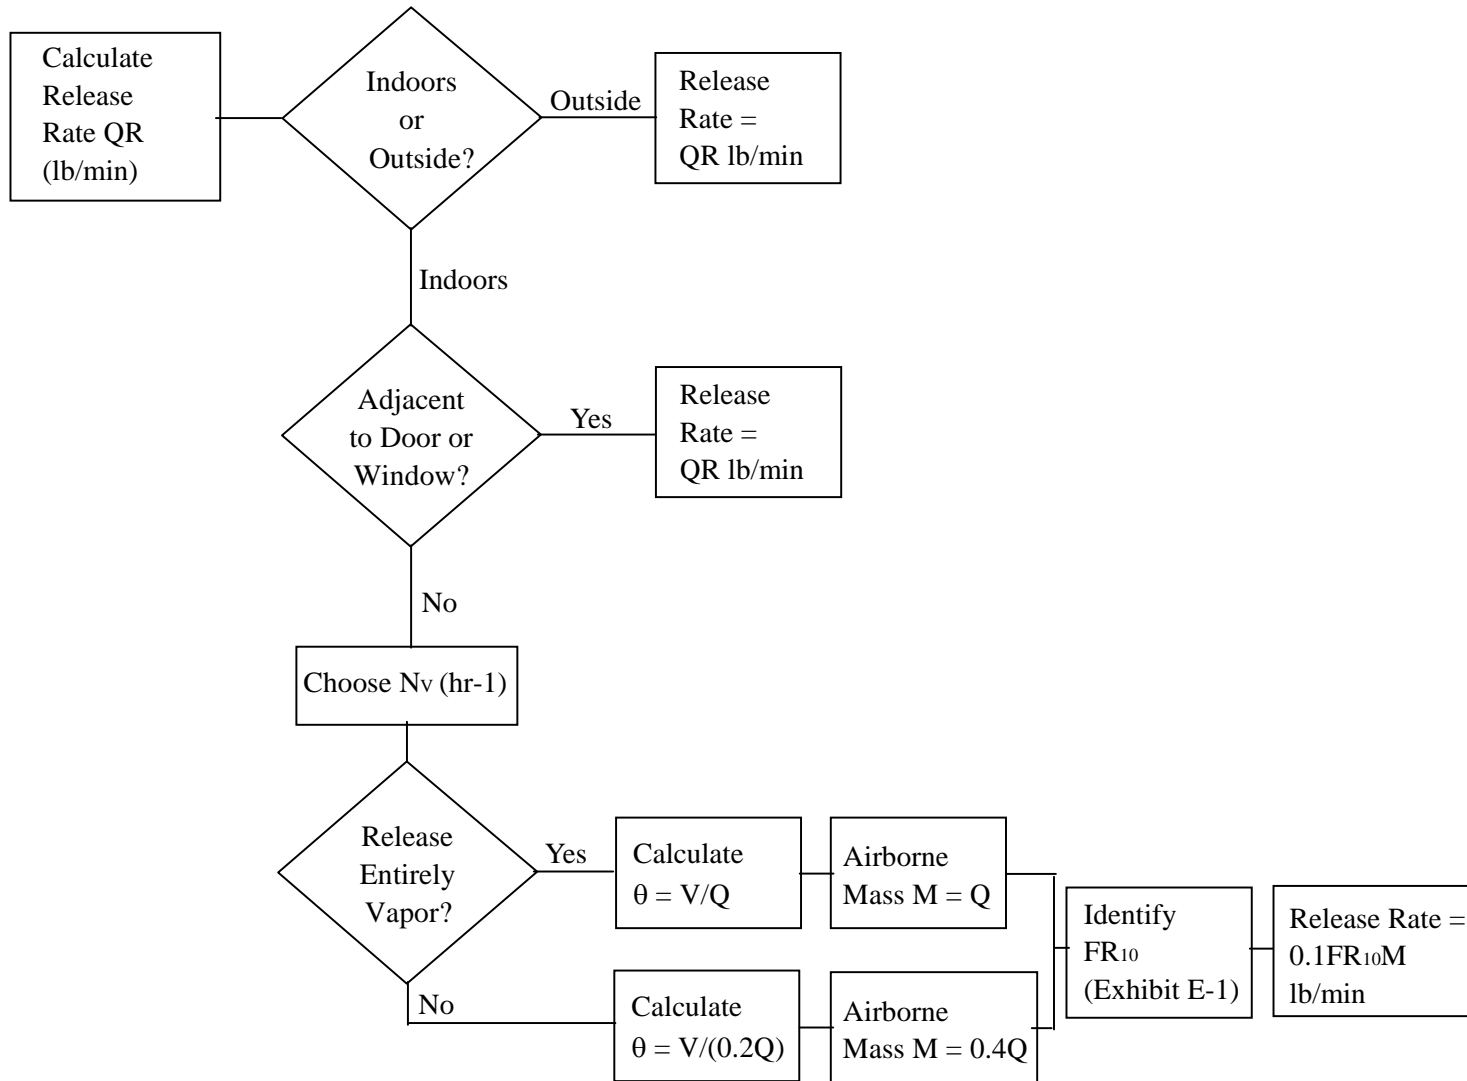 Calculate
Release
Rate QR
(lb/min)
Indoors
or
Outside?
Outside
Release
Rate =
QR lb/min
Indoors
Adjacent
to Door or
Window?
Yes
Release
Rate =
QR lb/min
No
Choose Nv (hr-1)
Release
Entirely
Vapor?
Yes
Calculate
θ = V/Q
Airborne
Mass M = Q
No
Calculate
θ = V/(0.2Q)
Airborne
Mass M = 0.4Q
Identify
FR10
(Exhibit E-1)
Release Rate =
0.1FR10M
lb/min